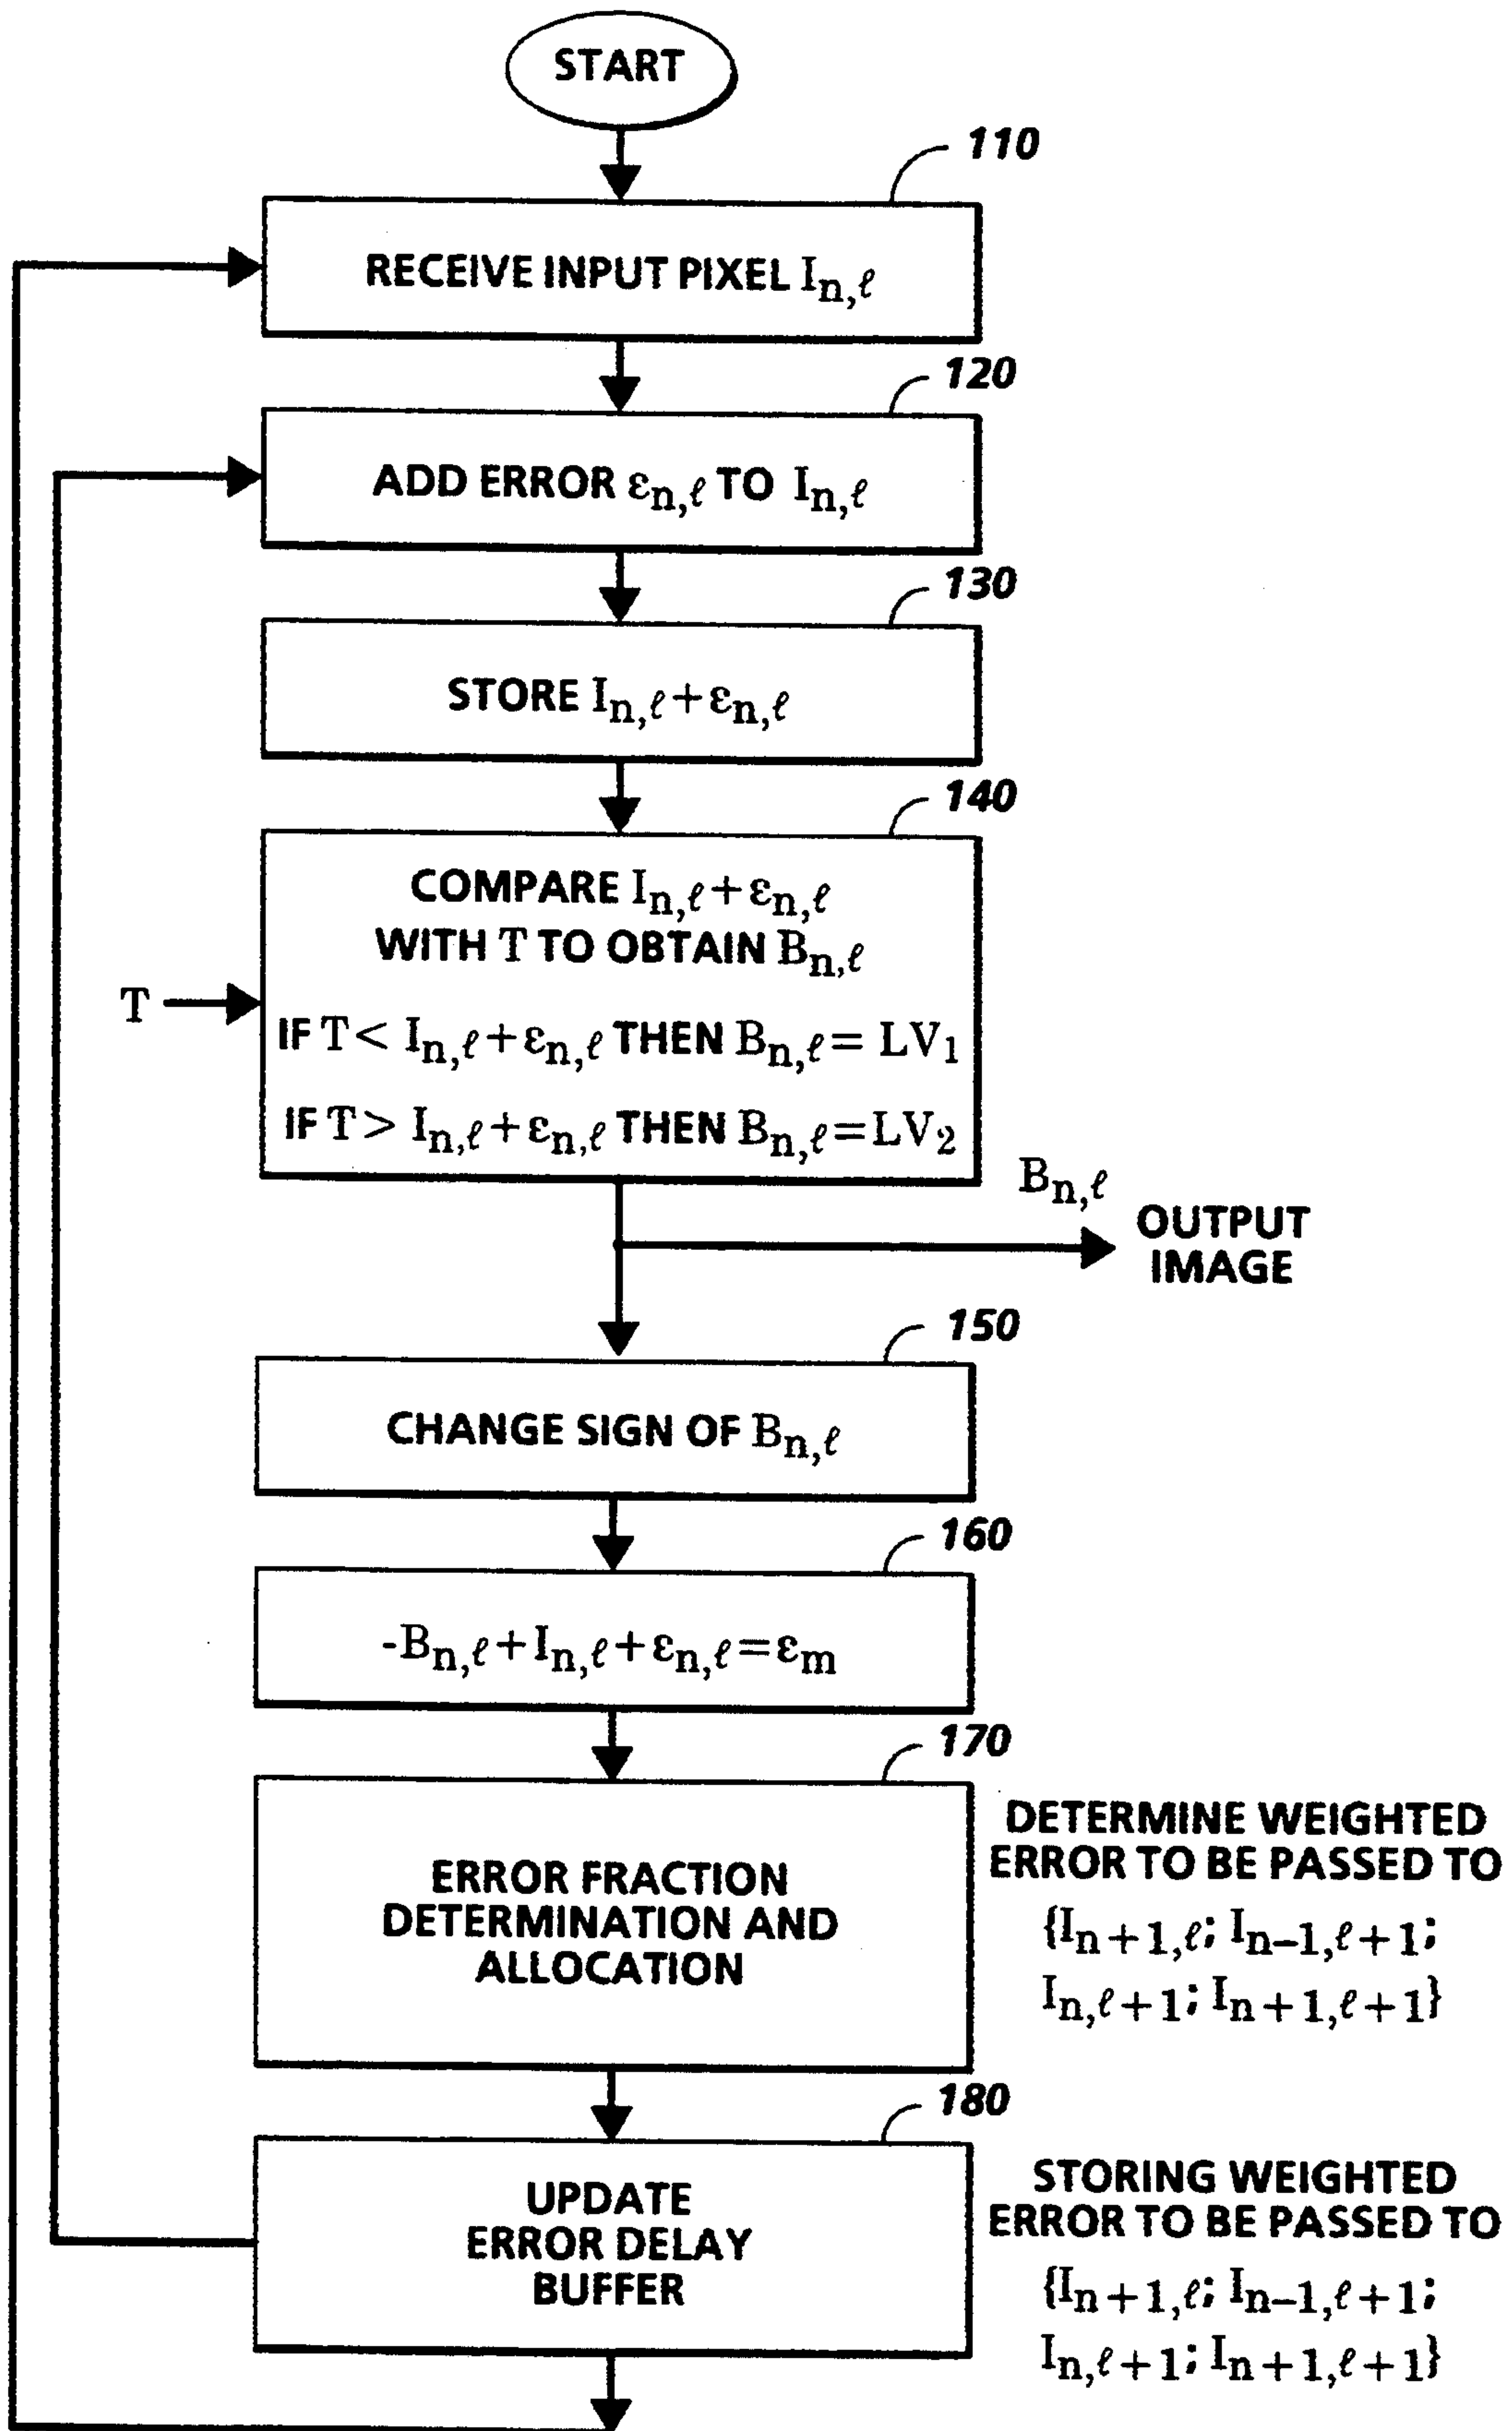 START
110
RECEIVE INPUT PIXEL Iₙ,ℓ
120
ADD ERROR εₙ,ℓ TO Iₙ,ℓ
130
STORE Iₙ,ℓ+εₙ,ℓ
140
COMPARE Iₙ,ℓ+εₙ,ℓ
WITH T TO OBTAIN Bₙ,ℓ
T
IF T< Iₙ,ℓ+εₙ,ℓ THEN Bₙ,ℓ= LV₁
IF T> Iₙ,ℓ+εₙ,ℓ THEN Bₙ,ℓ=LV₂
Bₙ,ℓ
OUTPUT
IMAGE
150
CHANGE SIGN OF Bₙ,ℓ
160
-Bₙ,ℓ+Iₙ,ℓ+εₙ,ℓ=εₘ
170
ERROR FRACTION
DETERMINATION AND
ALLOCATION
DETERMINE WEIGHTED
ERROR TO BE PASSED TO
{Iₙ₊₁,ℓ; Iₙ₋₁,ℓ₊₁;
Iₙ,ℓ₊₁; Iₙ₊₁,ℓ₊₁}
180
UPDATE
ERROR DELAY
BUFFER
STORING WEIGHTED
ERROR TO BE PASSED TO
{Iₙ₊₁,ℓ; Iₙ₋₁,ℓ₊₁;
Iₙ,ℓ₊₁; Iₙ₊₁,ℓ₊₁}